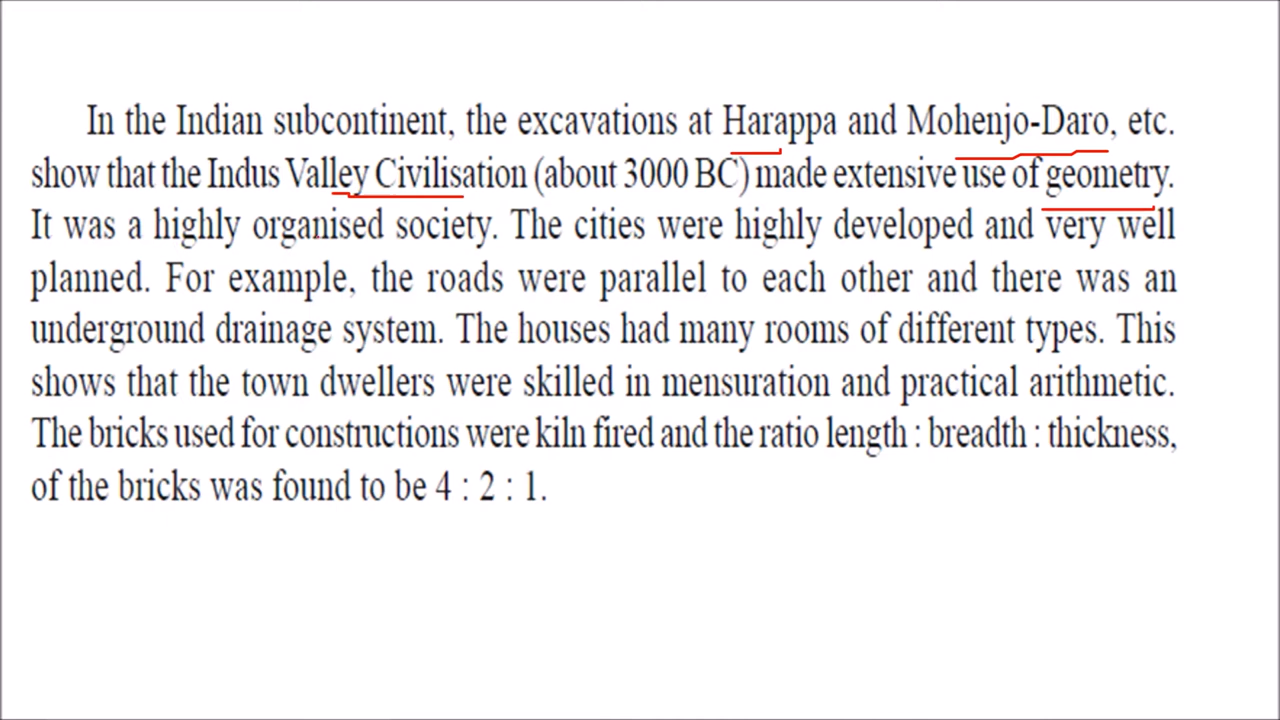 In the Indian subcontinent, the excavations at Harappa and Mohenjo-Daro, etc.
show that the Indus Valley Civilisation (about 3000 BC) made extensive use of geometry.
It was a highly organised society. The cities were highly developed and very well
planned. For example, the roads were parallel to each other and there was an
underground drainage system. The houses had many rooms of different types. This
shows that the town dwellers were skilled in mensuration and practical arithmetic.
The bricks used for constructions were kiln fired and the ratio length : breadth : thickness,
of the bricks was found to be 4 : 2 : 1.